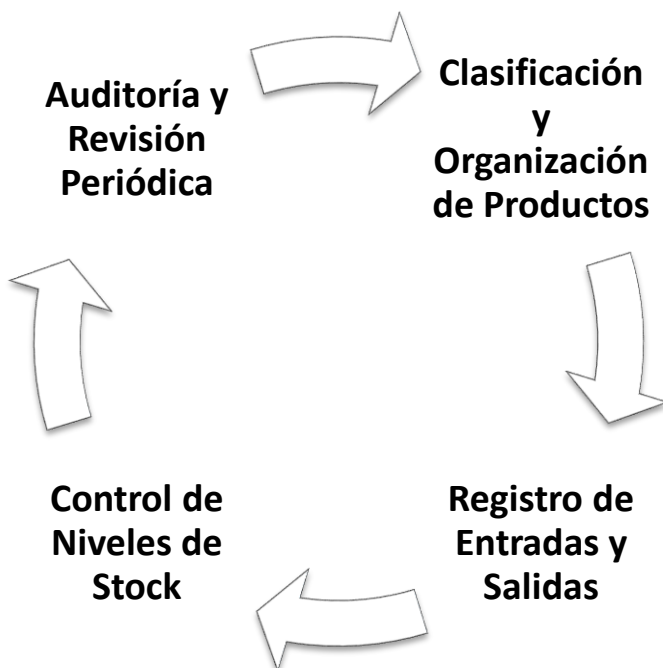 Auditoría y
Revisión
Periódica
Clasificación
y
Organización
de Productos
Control de
Niveles de
Stock
Registro de
Entradas y
Salidas